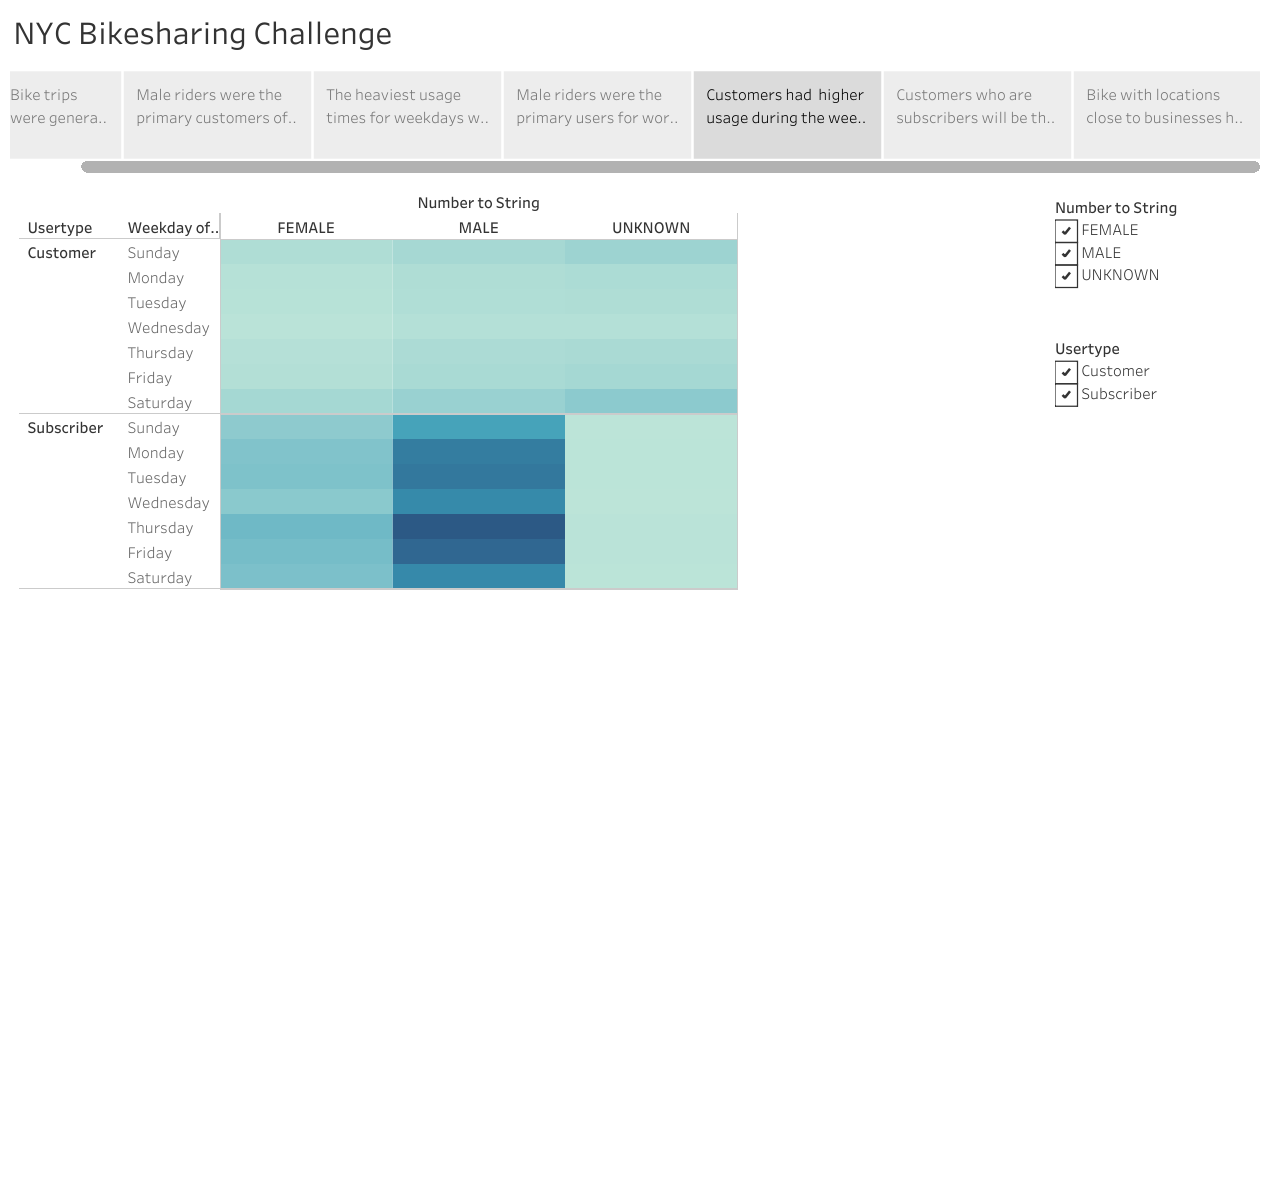 NYC Bikesharing Challenge
Bike trips
were genera..
Male riders were the
primary customers of..
The heaviest usage
times for weekdays w..
Male riders were the
primary users for wor..
Customers had  higher
usage during the wee..
Customers who are
subscribers will be th..
Bike with locations
close to businesses h..
Number to String
Usertype Weekday of.. FEMALE MALE UNKNOWN
Customer Sunday
Monday
Tuesday
Wednesday
Thursday
Friday
Saturday
Subscriber Sunday
Monday
Tuesday
Wednesday
Thursday
Friday
Saturday
Number to String
FEMALE
MALE
UNKNOWN
Usertype
Customer
Subscriber